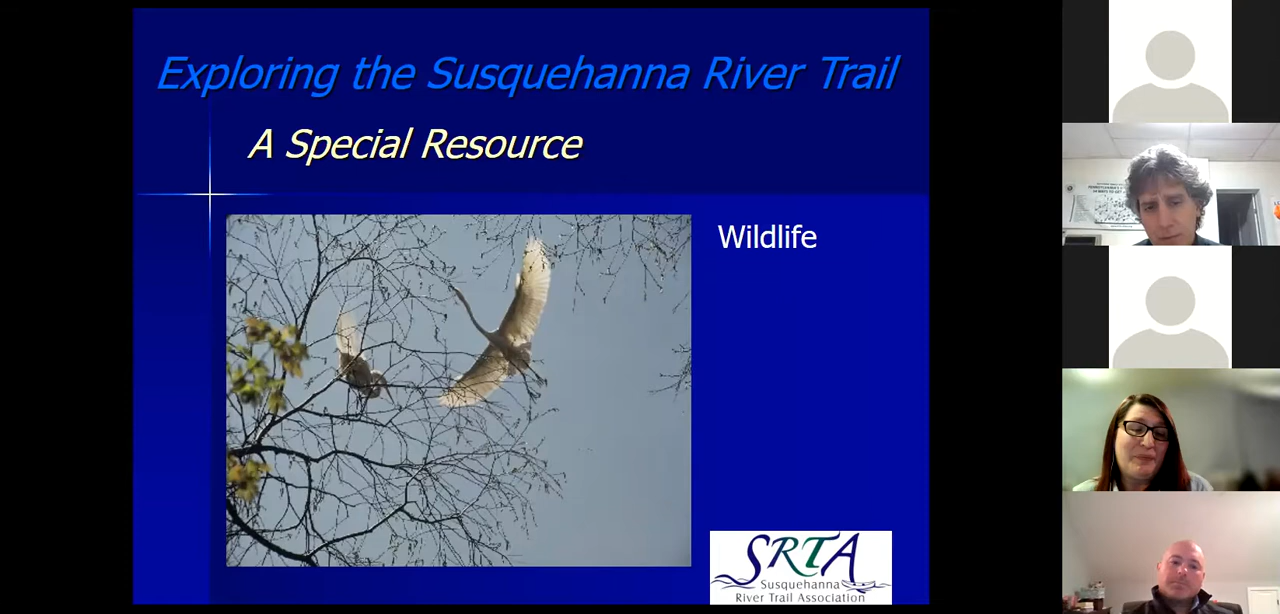 Exploring the Susquehanna River Trail
A Special Resource
Wildlife
SRTA
Susquehanna
River Trail Association